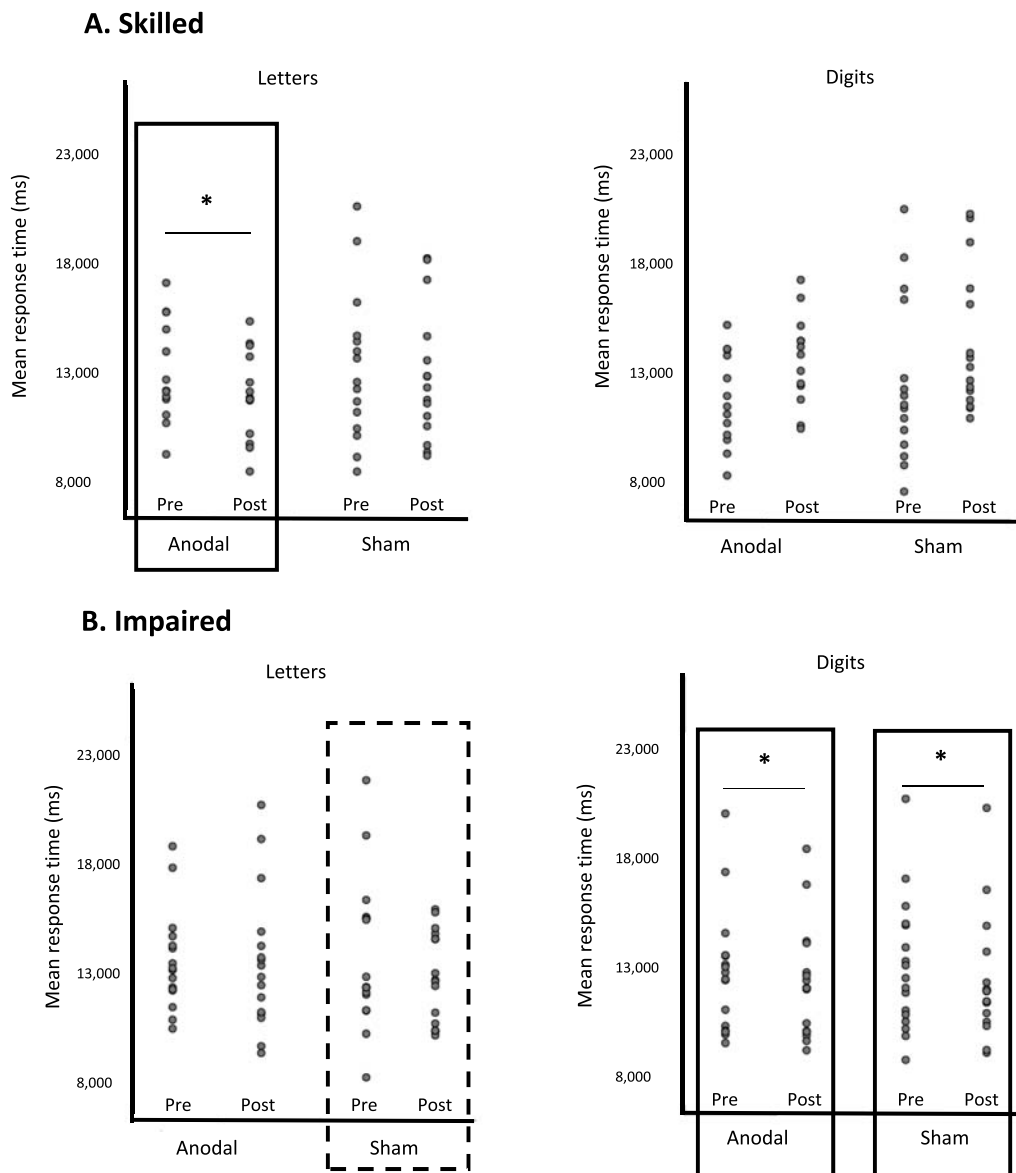 A. Skilled
Letters
Mean response time (ms)
23,000
18,000
13,000
8,000
*
Pre Post Pre Post
Anodal Sham
Digits
Mean response time (ms)
23,000
18,000
13,000
8,000
Pre Post Pre Post
Anodal Sham
B. Impaired
Letters
Mean response time (ms)
23,000
18,000
13,000
8,000
Pre Post Pre Post
Anodal Sham
Digits
Mean response time (ms)
23,000
18,000
13,000
8,000
* *
Pre Post Pre Post
Anodal Sham